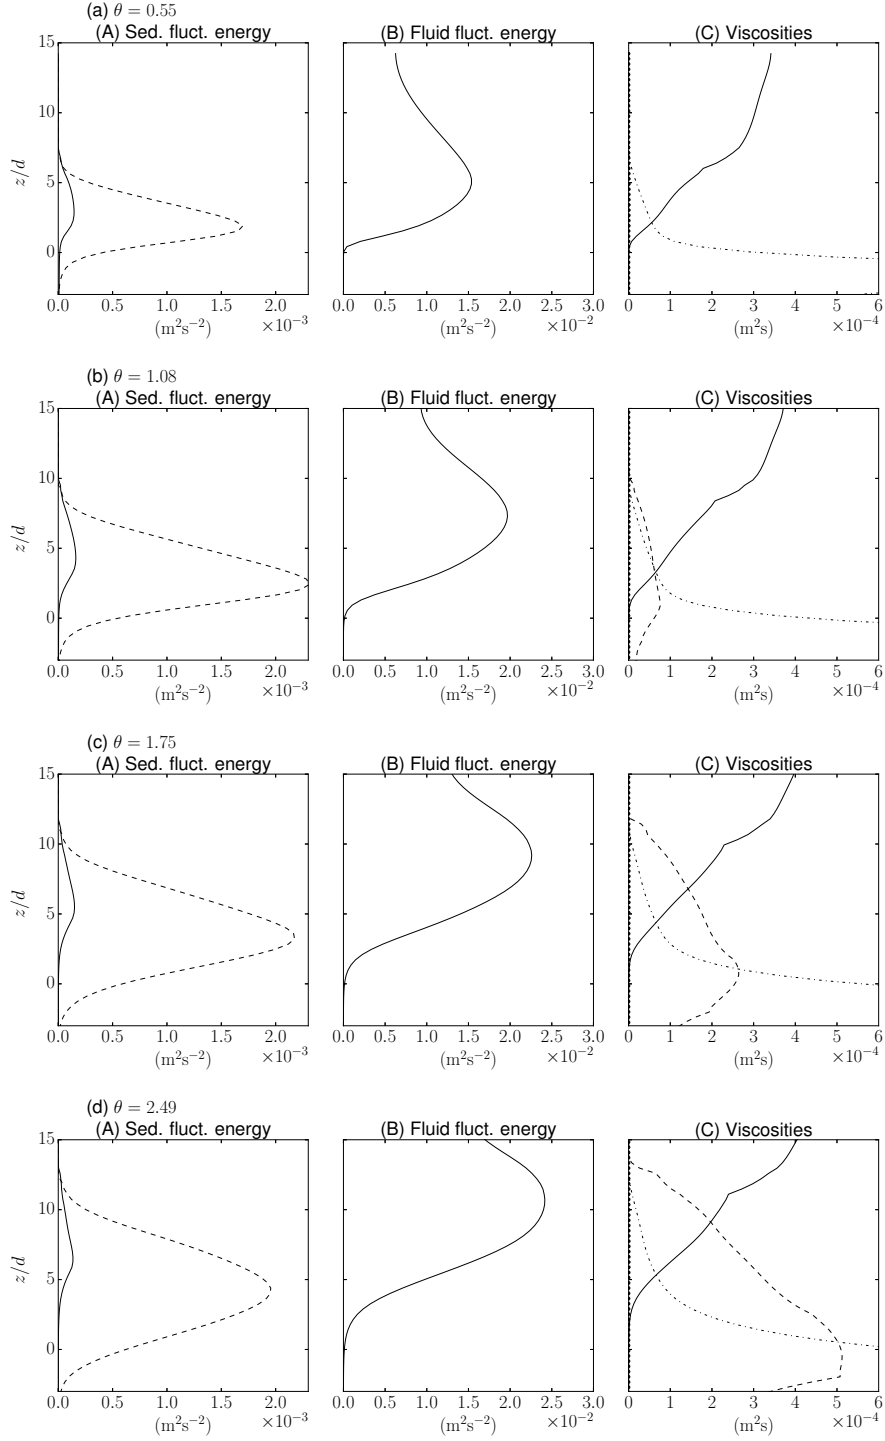 (a) θ = 0.55
(A) Sed. fluct. energy (B) Fluid fluct. energy (C) Viscosities
15
10
5
0
z/d
0.0 0.5 1.0 1.5 2.0 0.0 0.5 1.0 1.5 2.0 2.5 3.0 0 1 2 3 4 5 6
(m²s⁻²) ×10⁻³ (m²s⁻²) ×10⁻² (m²s) ×10⁻⁴
(b) θ = 1.08
(A) Sed. fluct. energy (B) Fluid fluct. energy (C) Viscosities
15
10
5
0
z/d
0.0 0.5 1.0 1.5 2.0 0.0 0.5 1.0 1.5 2.0 2.5 3.0 0 1 2 3 4 5 6
(m²s⁻²) ×10⁻³ (m²s⁻²) ×10⁻² (m²s) ×10⁻⁴
(c) θ = 1.75
(A) Sed. fluct. energy (B) Fluid fluct. energy (C) Viscosities
15
10
5
0
z/d
0.0 0.5 1.0 1.5 2.0 0.0 0.5 1.0 1.5 2.0 2.5 3.0 0 1 2 3 4 5 6
(m²s⁻²) ×10⁻³ (m²s⁻²) ×10⁻² (m²s) ×10⁻⁴
(d) θ = 2.49
(A) Sed. fluct. energy (B) Fluid fluct. energy (C) Viscosities
15
10
5
0
z/d
0.0 0.5 1.0 1.5 2.0 0.0 0.5 1.0 1.5 2.0 2.5 3.0 0 1 2 3 4 5 6
(m²s⁻²) ×10⁻³ (m²s⁻²) ×10⁻² (m²s) ×10⁻⁴